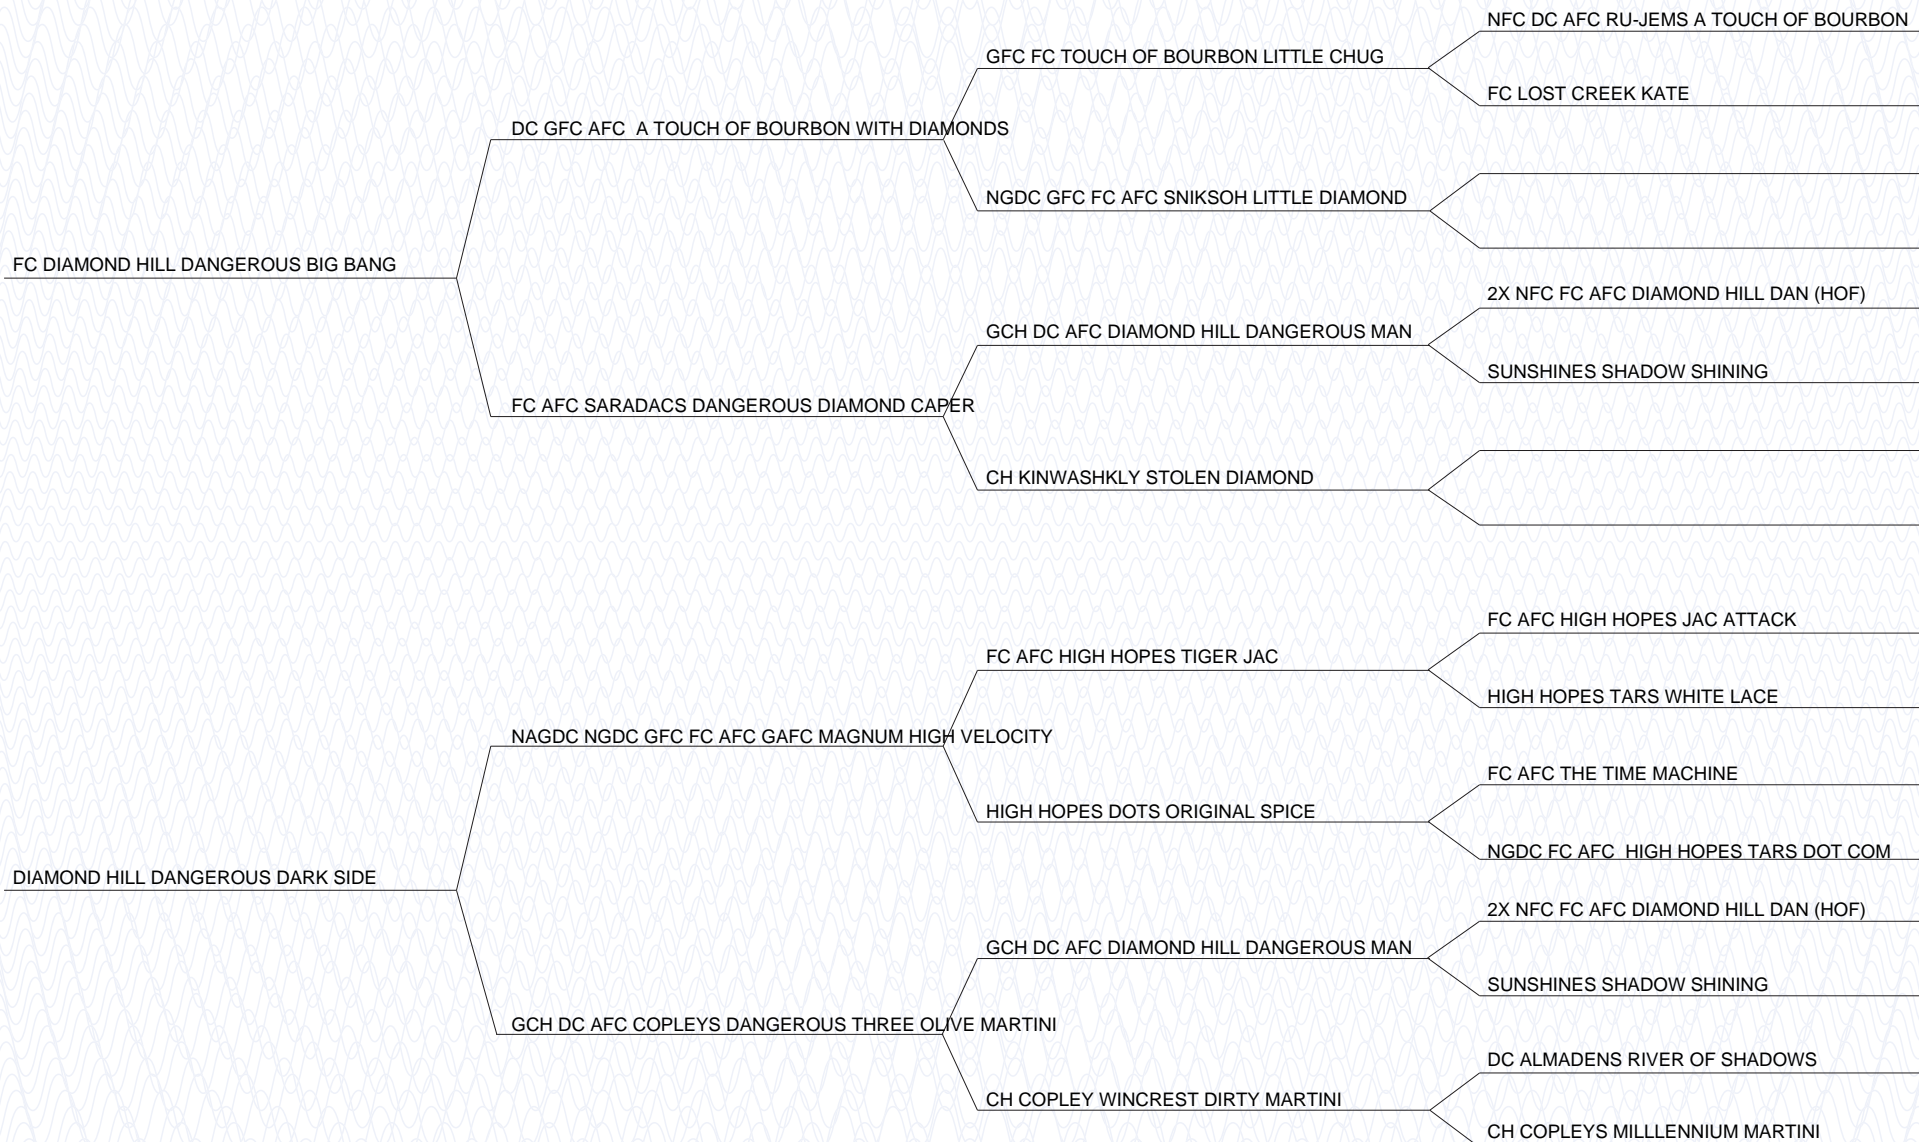 NFC DC AFC RU-JEMS A TOUCH OF BOURBON
GFC FC TOUCH OF BOURBON LITTLE CHUG
FC LOST CREEK KATE
DC GFC AFC  A TOUCH OF BOURBON WITH DIAMONDS
NGDC GFC FC AFC SNIKSOH LITTLE DIAMOND
FC DIAMOND HILL DANGEROUS BIG BANG
2X NFC FC AFC DIAMOND HILL DAN (HOF)
GCH DC AFC DIAMOND HILL DANGEROUS MAN
SUNSHINES SHADOW SHINING
FC AFC SARADACS DANGEROUS DIAMOND CAPER
CH KINWASHKLY STOLEN DIAMOND
FC AFC HIGH HOPES JAC ATTACK
FC AFC HIGH HOPES TIGER JAC
HIGH HOPES TARS WHITE LACE
NAGDC NGDC GFC FC AFC GAFC MAGNUM HIGH VELOCITY
FC AFC THE TIME MACHINE
HIGH HOPES DOTS ORIGINAL SPICE
NGDC FC AFC  HIGH HOPES TARS DOT COM
DIAMOND HILL DANGEROUS DARK SIDE
2X NFC FC AFC DIAMOND HILL DAN (HOF)
GCH DC AFC DIAMOND HILL DANGEROUS MAN
SUNSHINES SHADOW SHINING
GCH DC AFC COPLEYS DANGEROUS THREE OLIVE MARTINI
DC ALMADENS RIVER OF SHADOWS
CH COPLEY WINCREST DIRTY MARTINI
CH COPLEYS MILLLENNIUM MARTINI